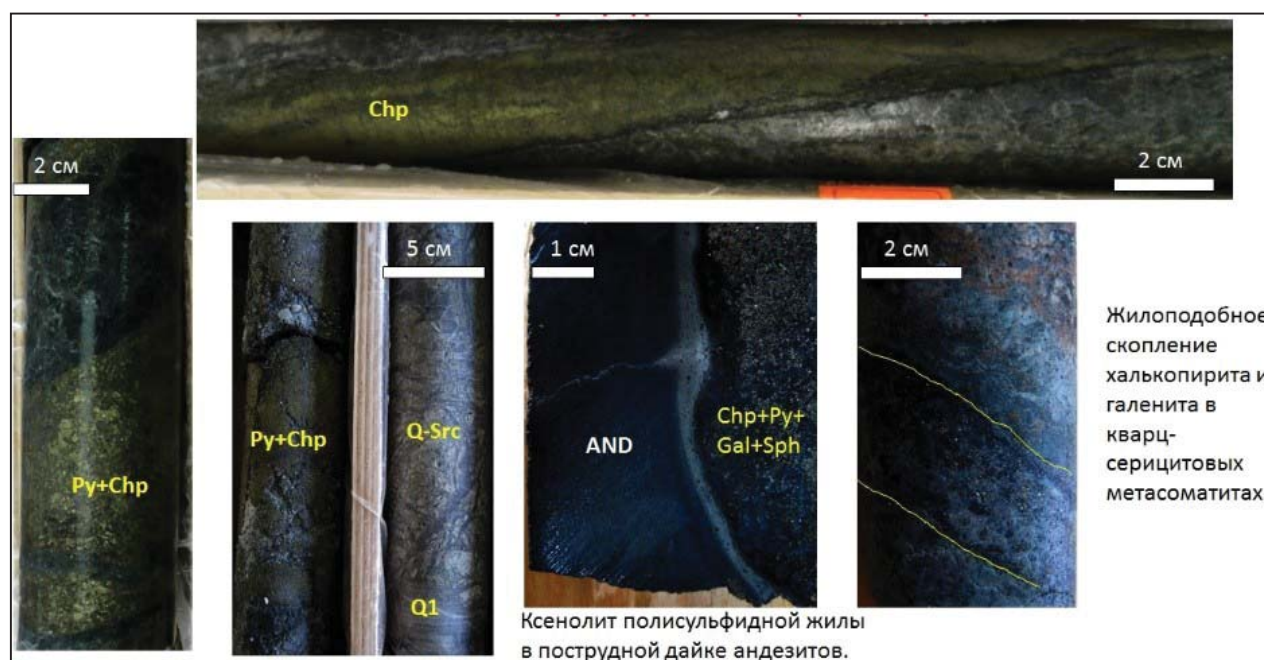 Chp
2 см
2 см
Py+Chp
5 см
Py+Chp
Q-Src
Q1
1 см
AND
Chp+Py+
Gal+Sph
2 см
Жилоподобное
скопление
халькопирита и
галенита в
кварц-
серицитовых
метасоматитах
Ксенолит полисульфидной жилы
в пострудной дайке андезитов.